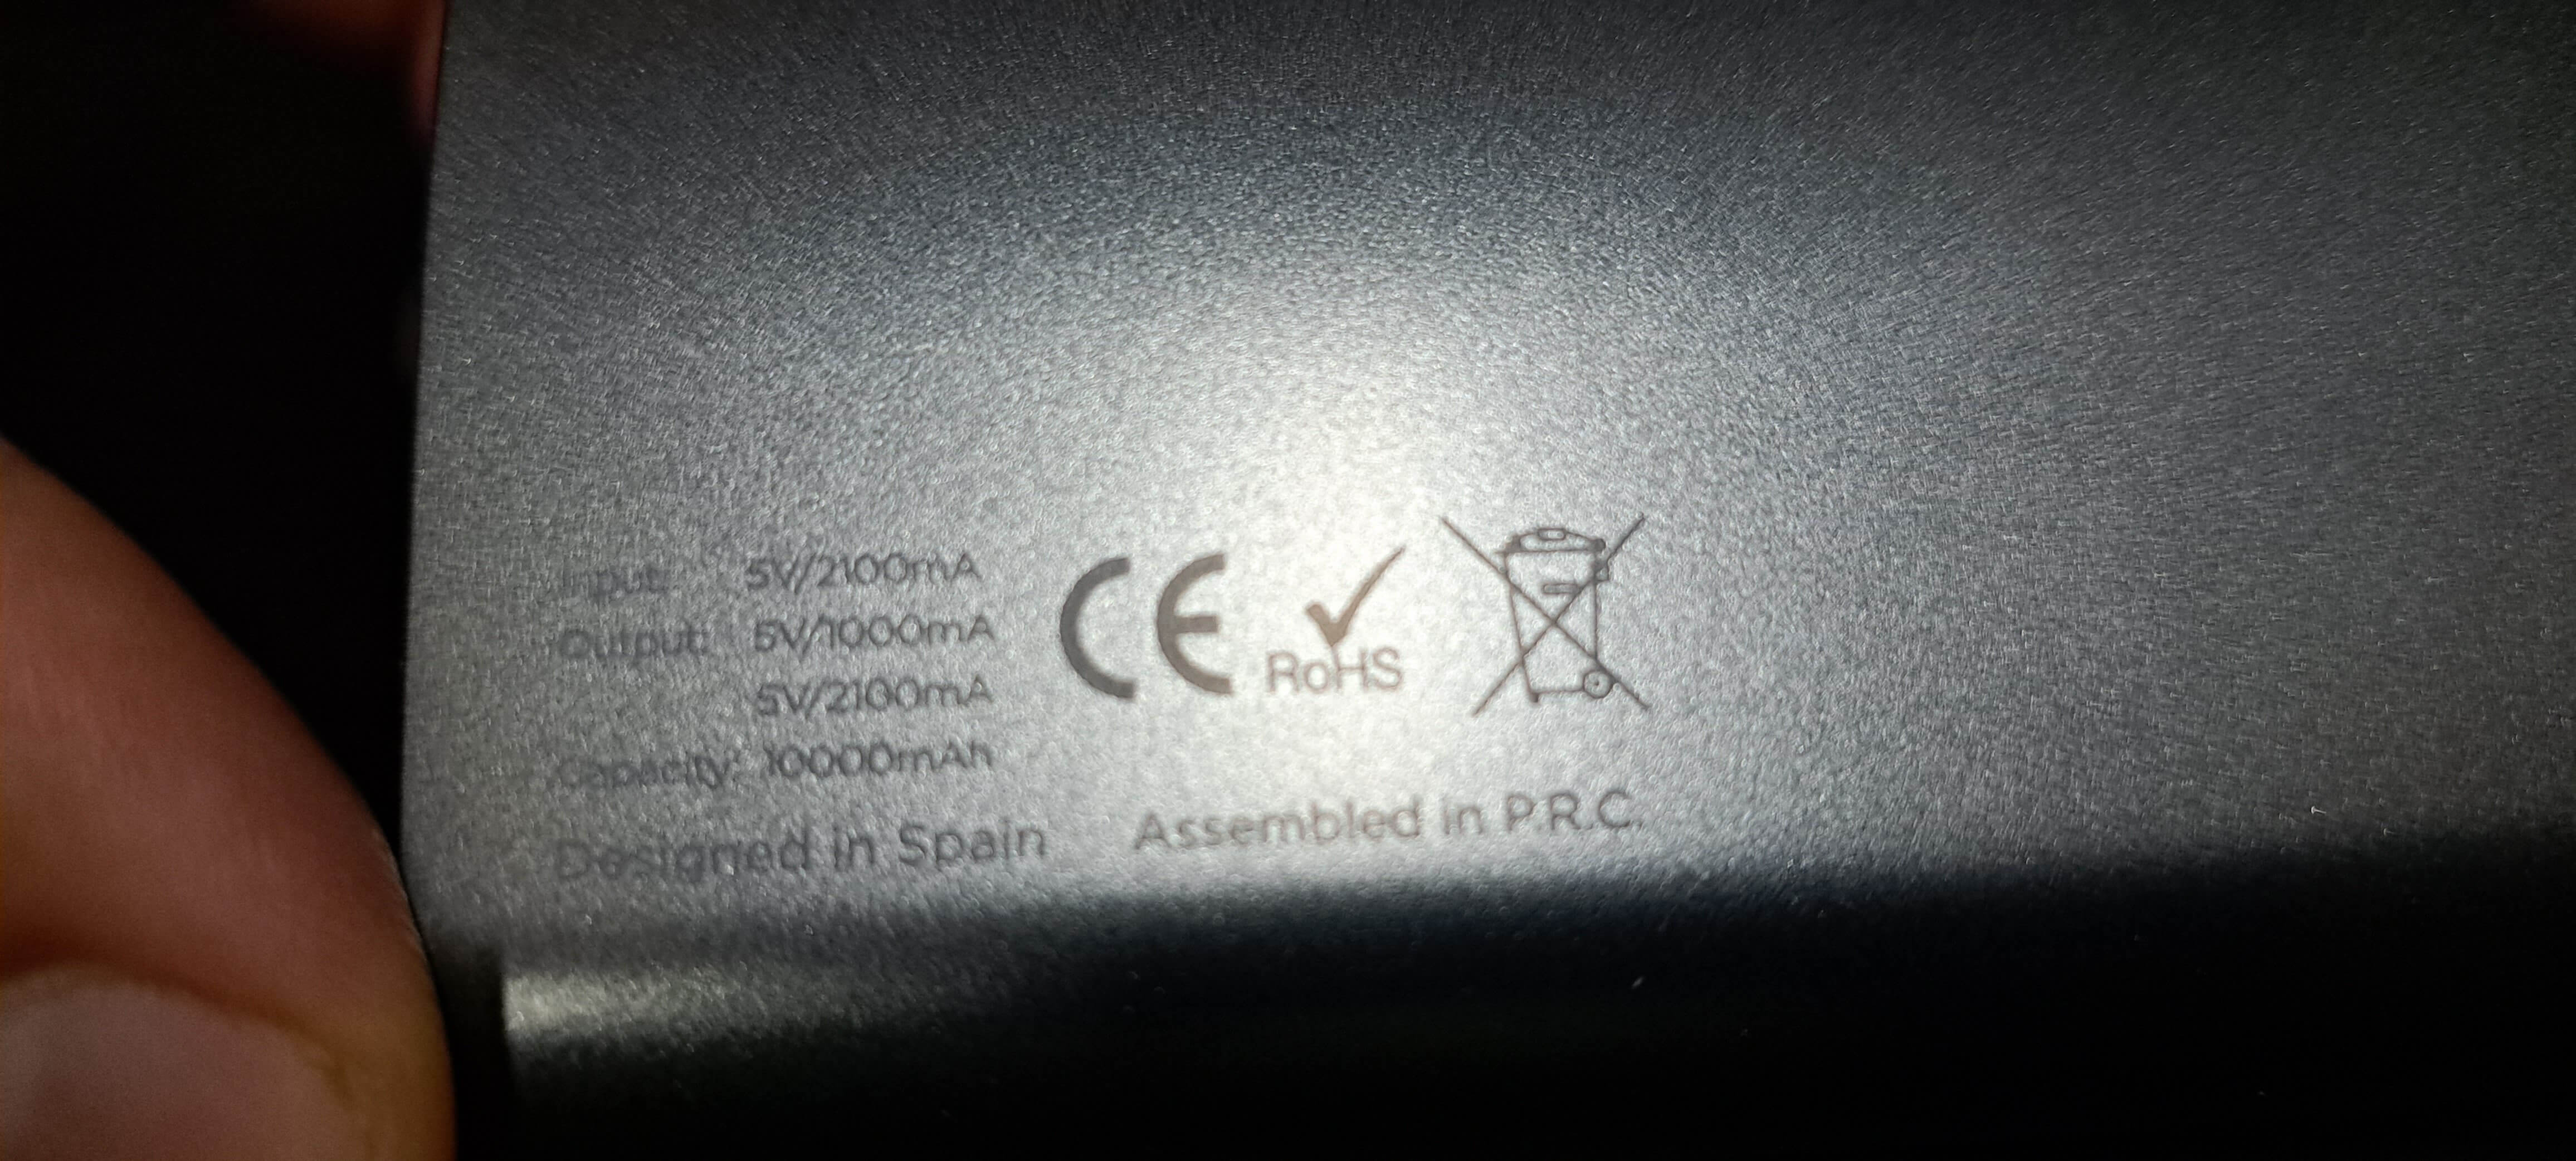 Input: 5V/2100mA
Output: 5V/1000mA
5V/2100mA
Capacity: 10000mAh
CE
RoHS
Designed in Spain
Assembled in P.R.C.